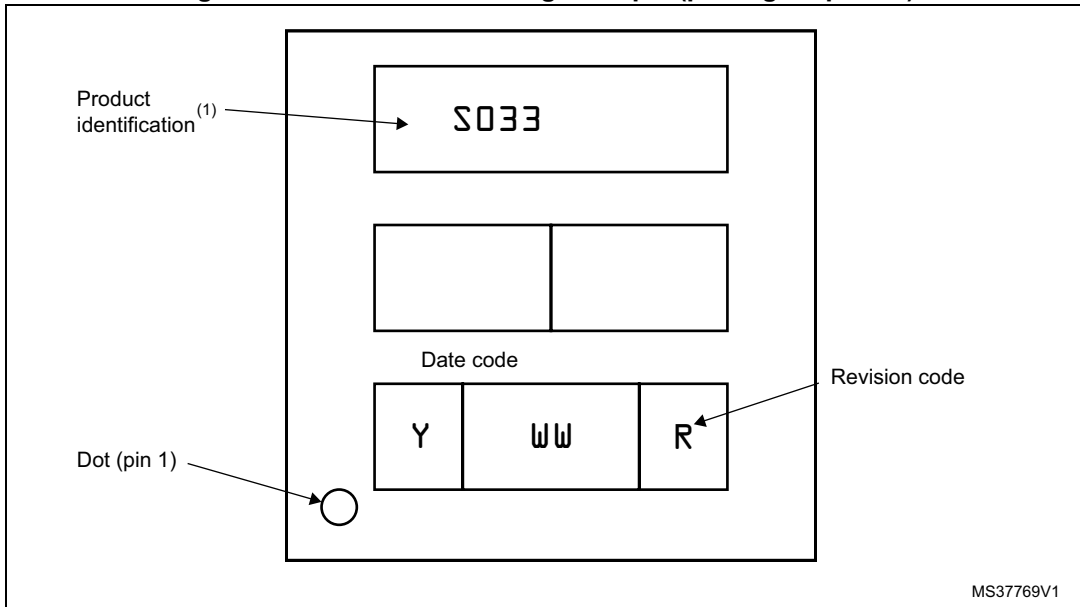 Product
identification(1)
S033
Date code
Revision code
Y WW R
Dot (pin 1)
MS37769V1